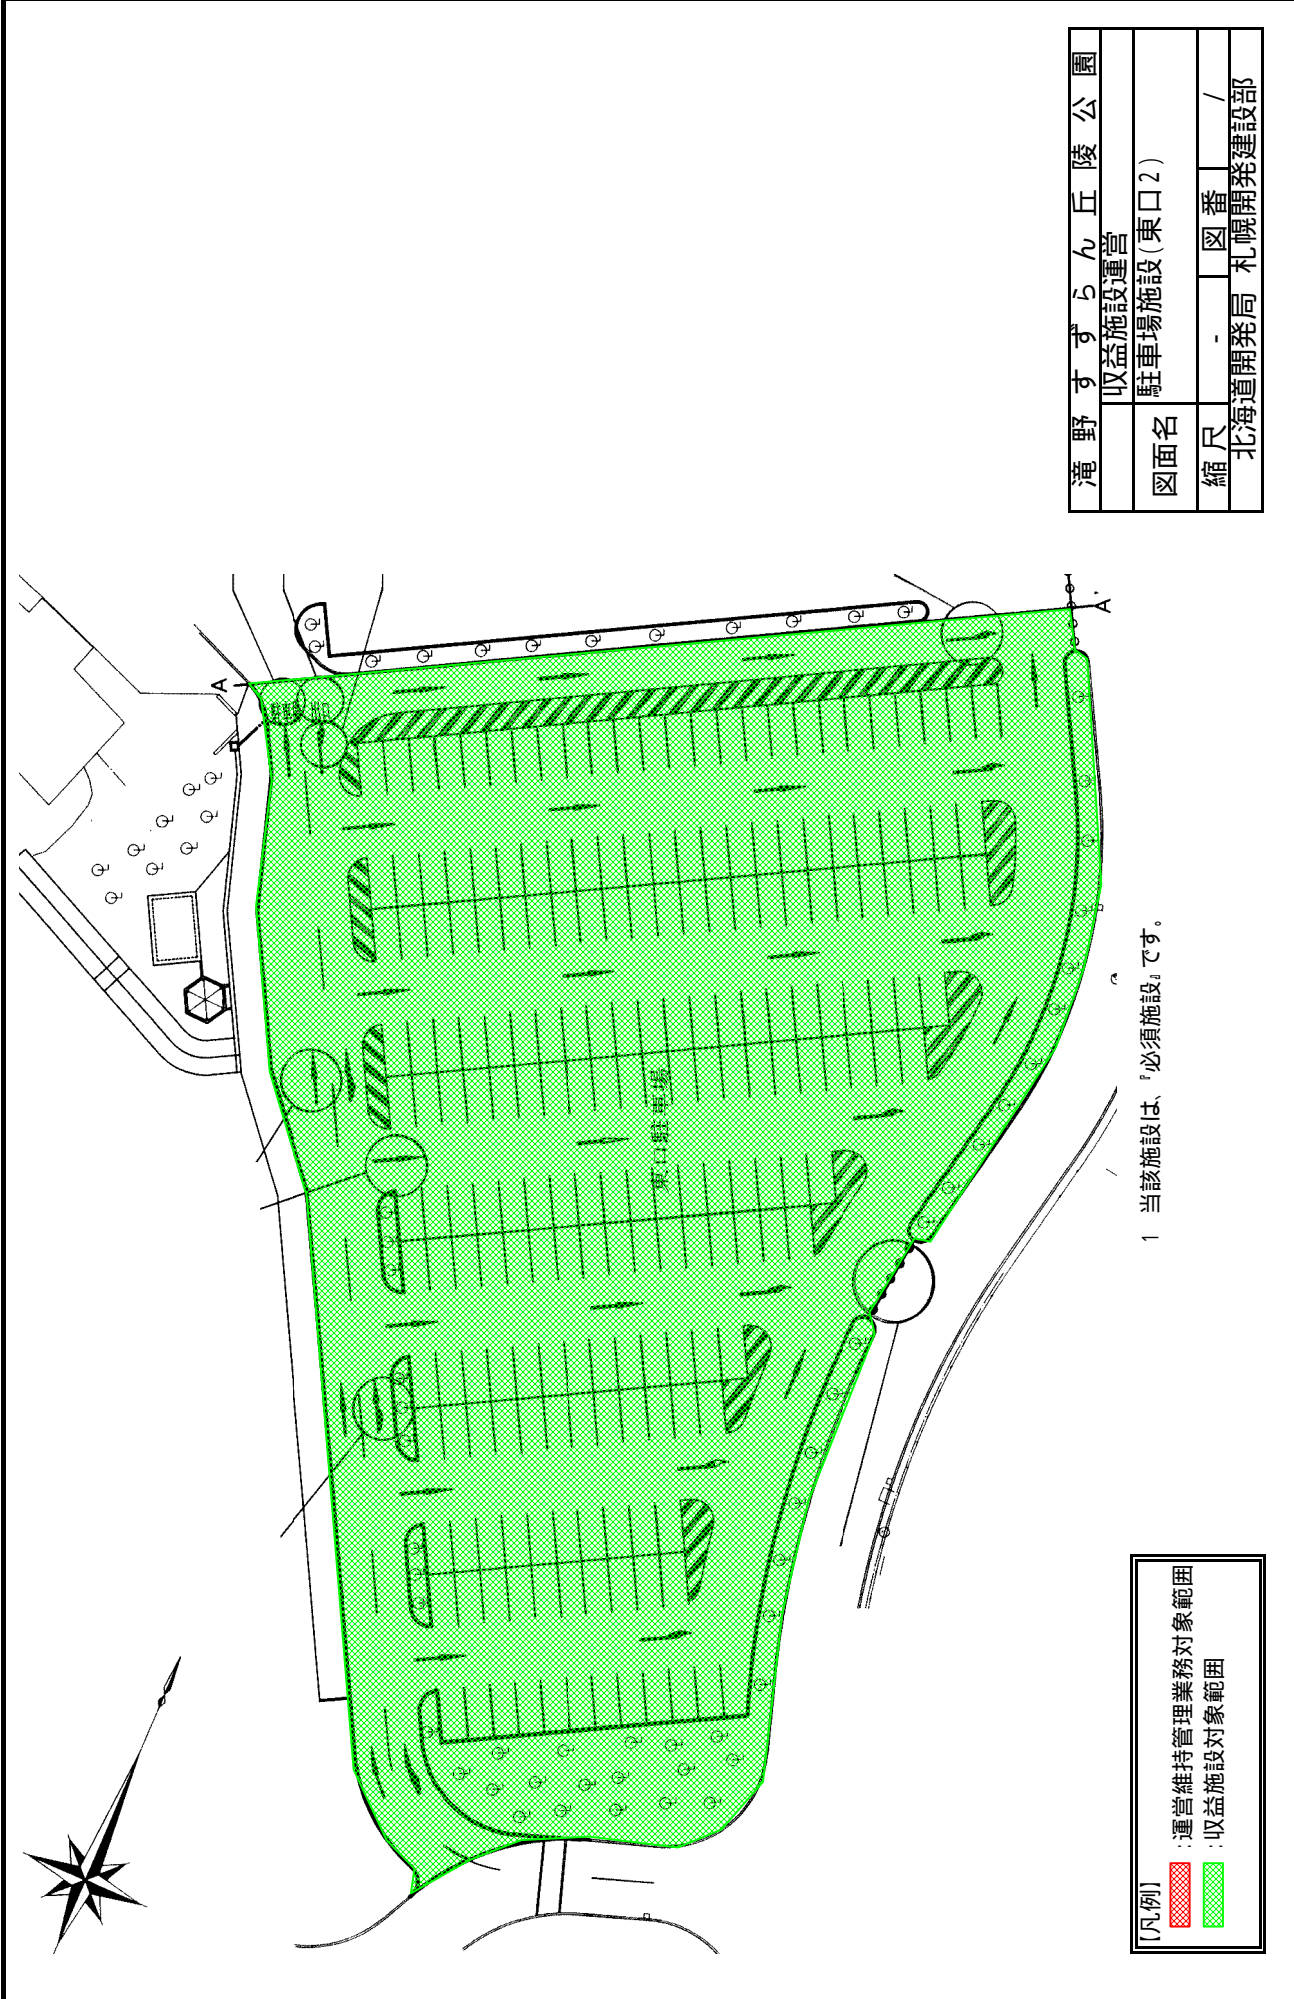 滝野すずらん丘陵公園
収益施設運営
図面名
駐車場施設(東口2)
縮尺
-
図番
/
北海道開発局 札幌開発建設部
A
A'
東口駐車場
1 当該施設は、『必須施設』です。
【凡例】
:運営維持管理業務対象範囲
:収益施設対象範囲